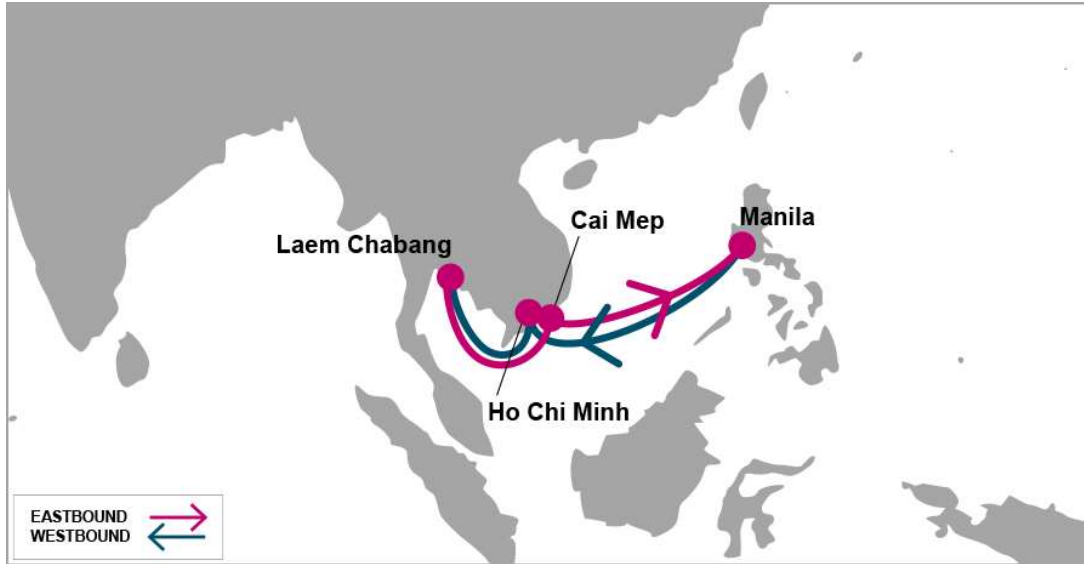 Cai Mep
Manila
Laem Chabang
Ho Chi Minh
EASTBOUND
WESTBOUND